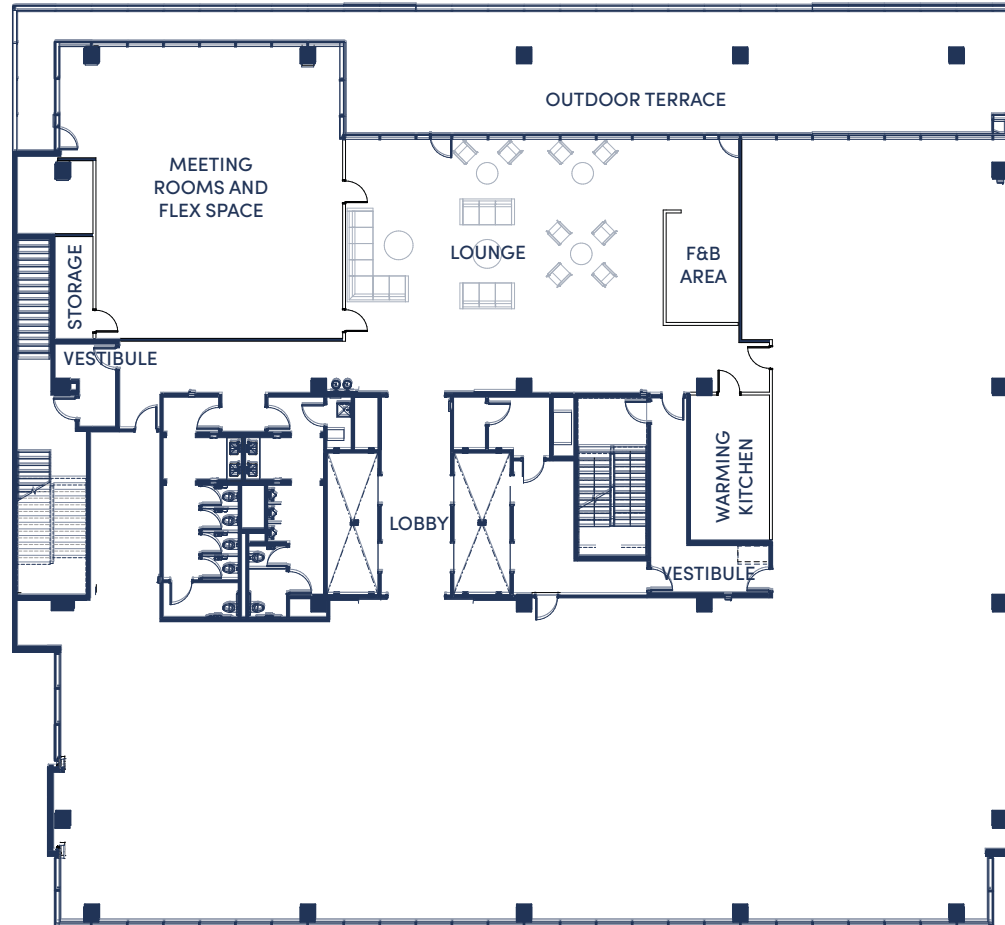 OUTDOOR TERRACE
MEETING
ROOMS AND
FLEX SPACE
LOUNGE
F&B
AREA
STORAGE
VESTIBULE
WARMING
KITCHEN
LOBBY
VESTIBULE